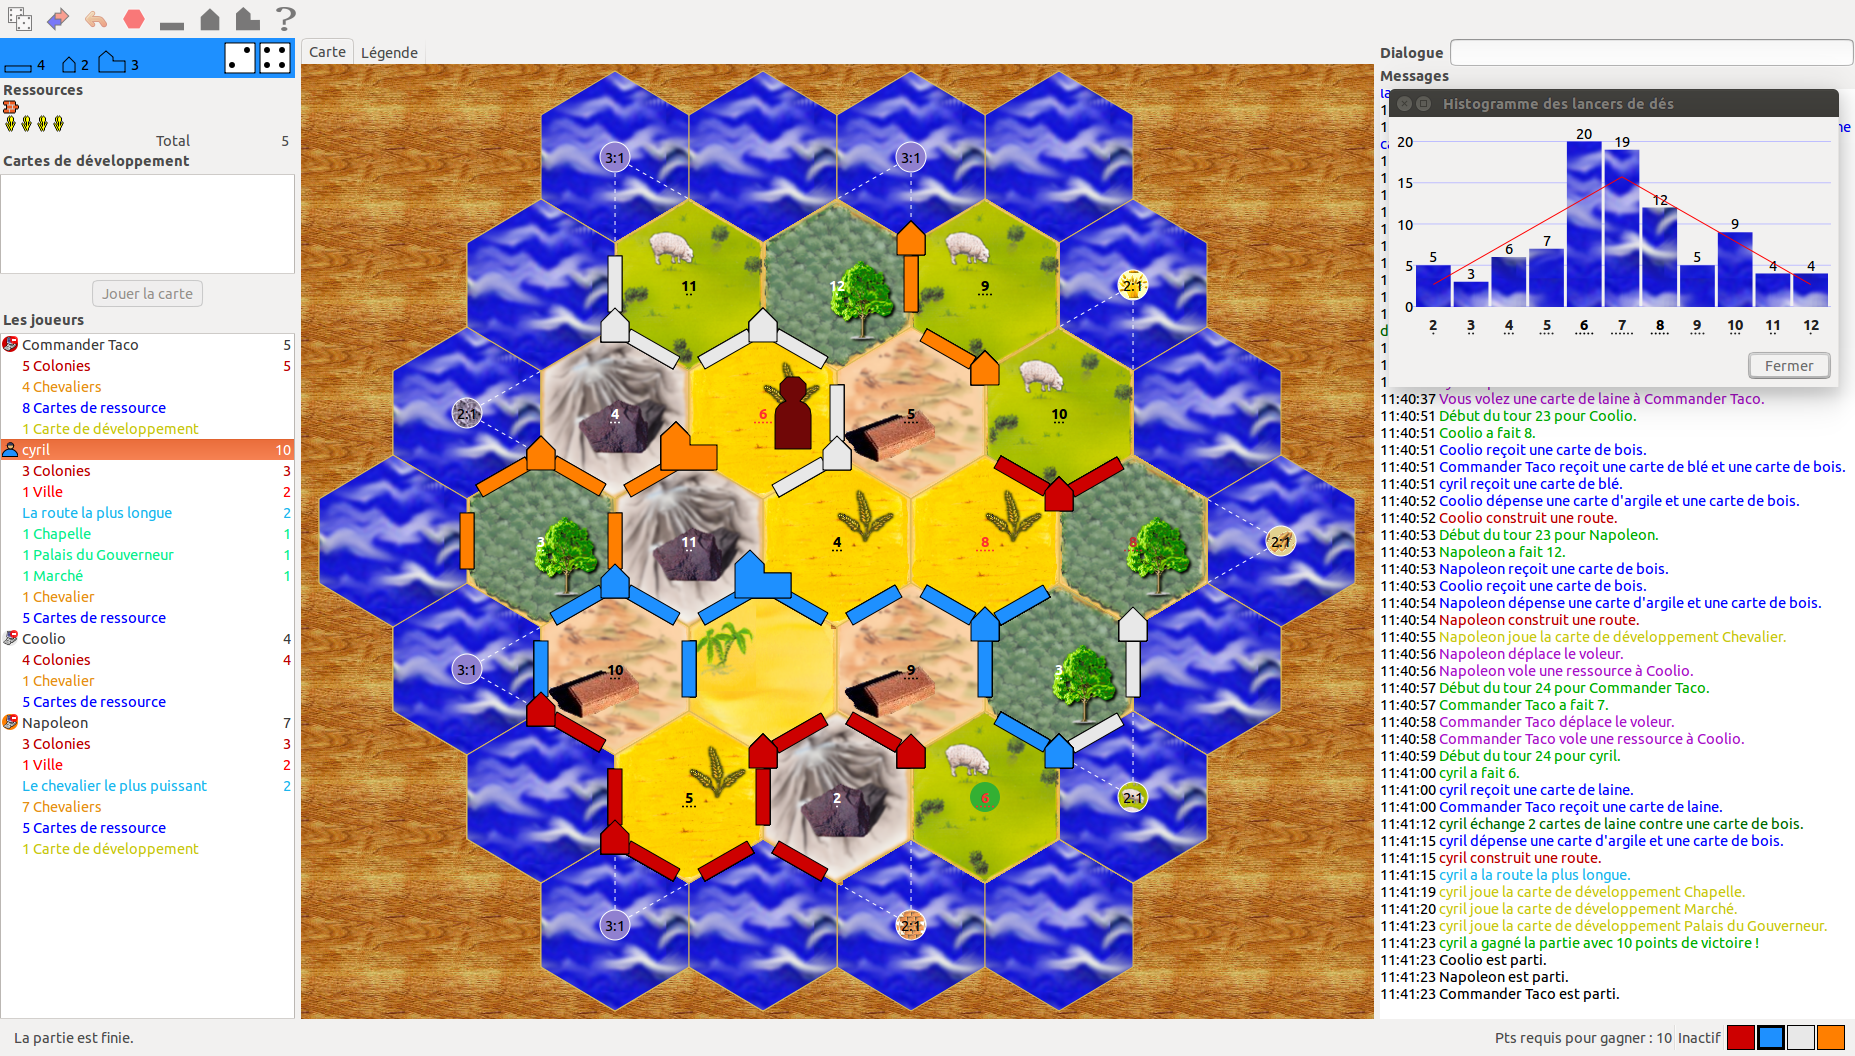 4 2 3
Ressources
Total 5
Cartes de développement
Jouer la carte
Les joueurs
Commander Taco 5
5 Colonies 5
4 Chevaliers
8 Cartes de ressource
1 Carte de développement
cyril 10
3 Colonies 3
1 Ville 2
La route la plus longue 2
1 Chapelle 1
1 Palais du Gouverneur 1
1 Marché 1
1 Chevalier
5 Cartes de ressource
Coolio 4
4 Colonies 4
1 Chevalier
5 Cartes de ressource
Napoleon 7
3 Colonies 3
1 Ville 2
Le chevalier le plus puissant 2
7 Chevaliers
5 Cartes de ressource
1 Carte de développement
La partie est finie.
Carte Légende
3:1 3:1
11 12 9 2:1
2:1 4 6 5 10
3 11 4 8 8 2:1
3:1 10 9 3
5 2 6 2:1
3:1 2:1
Dialogue
Messages
Histogramme des lancers de dés
20 19
20
15
12
10 9
5 6 7 5 4 4
5 3
0
2 3 4 5 6 7 8 9 10 11 12
Fermer
11:40:37 Vous volez une carte de laine à Commander Taco.
11:40:51 Début du tour 23 pour Coolio.
11:40:51 Coolio a fait 8.
11:40:51 Coolio reçoit une carte de bois.
11:40:51 Commander Taco reçoit une carte de blé et une carte de bois.
11:40:51 cyril reçoit une carte de blé.
11:40:52 Coolio dépense une carte d'argile et une carte de bois.
11:40:52 Coolio construit une route.
11:40:53 Début du tour 23 pour Napoleon.
11:40:53 Napoleon a fait 12.
11:40:53 Napoleon reçoit une carte de bois.
11:40:53 Coolio reçoit une carte de bois.
11:40:54 Napoleon dépense une carte d'argile et une carte de bois.
11:40:54 Napoleon construit une route.
11:40:55 Napoleon joue la carte de développement Chevalier.
11:40:56 Napoleon déplace le voleur.
11:40:56 Napoleon vole une ressource à Coolio.
11:40:57 Début du tour 24 pour Commander Taco.
11:40:57 Commander Taco a fait 7.
11:40:58 Commander Taco déplace le voleur.
11:40:58 Commander Taco vole une ressource à Coolio.
11:40:59 Début du tour 24 pour cyril.
11:41:00 cyril a fait 6.
11:41:00 cyril reçoit une carte de laine.
11:41:00 Commander Taco reçoit une carte de laine.
11:41:12 cyril échange 2 cartes de laine contre une carte de bois.
11:41:15 cyril dépense une carte d'argile et une carte de bois.
11:41:15 cyril construit une route.
11:41:15 cyril a la route la plus longue.
11:41:19 cyril joue la carte de développement Chapelle.
11:41:20 cyril joue la carte de développement Marché.
11:41:23 cyril joue la carte de développement Palais du Gouverneur.
11:41:23 cyril a gagné la partie avec 10 points de victoire !
11:41:23 Coolio est parti.
11:41:23 Napoleon est parti.
11:41:23 Commander Taco est parti.
Pts requis pour gagner : 10 Inactif